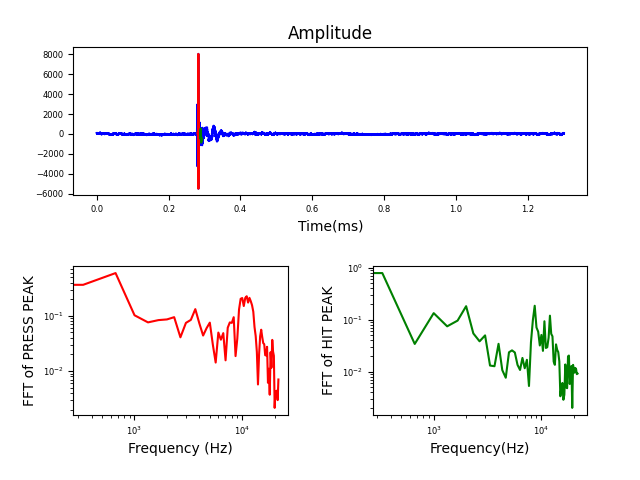 Amplitude
8000
6000
4000
2000
0
−2000
−4000
−6000
0.0 0.2 0.4 0.6 0.8 1.0 1.2
Time(ms)
FFT of PRESS PEAK
10⁻¹
10⁻²
10³ 10⁴
Frequency (Hz)
FFT of HIT PEAK
10⁰
10⁻¹
10⁻²
10³ 10⁴
Frequency(Hz)